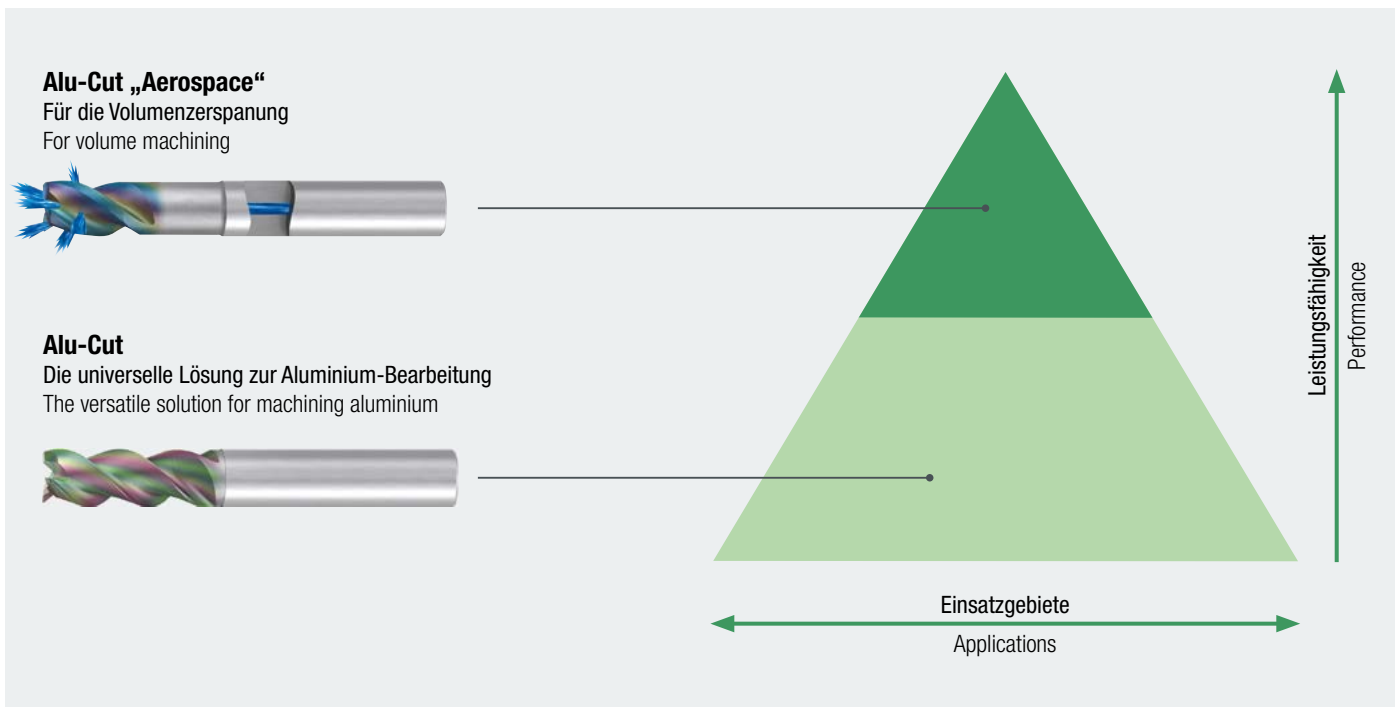 Alu-Cut „Aerospace“
Für die Volumenzerspanung
For volume machining
Alu-Cut
Die universelle Lösung zur Aluminium-Bearbeitung
The versatile solution for machining aluminium
Leistungsfähigkeit
Performance
Einsatzgebiete
Applications